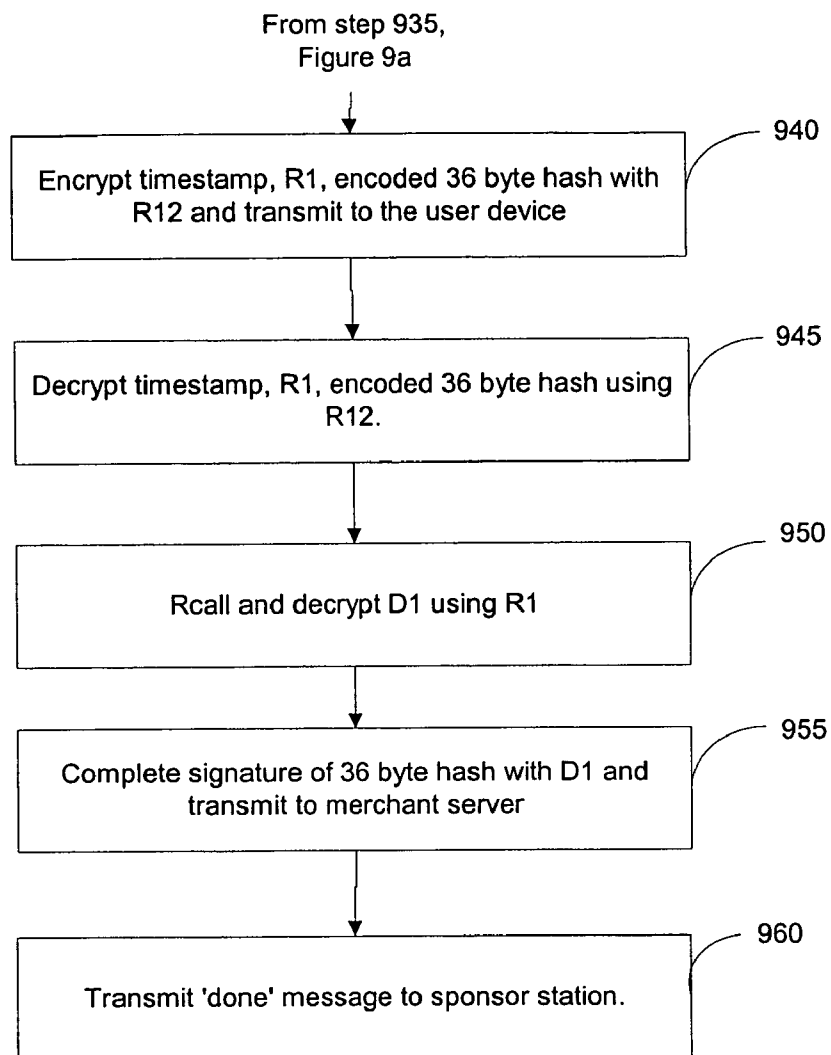 From step 935,
Figure 9a
940
Encrypt timestamp, R1, encoded 36 byte hash with
R12 and transmit to the user device
945
Decrypt timestamp, R1, encoded 36 byte hash using
R12.
950
Rcall and decrypt D1 using R1
955
Complete signature of 36 byte hash with D1 and
transmit to merchant server
960
Transmit 'done' message to sponsor station.